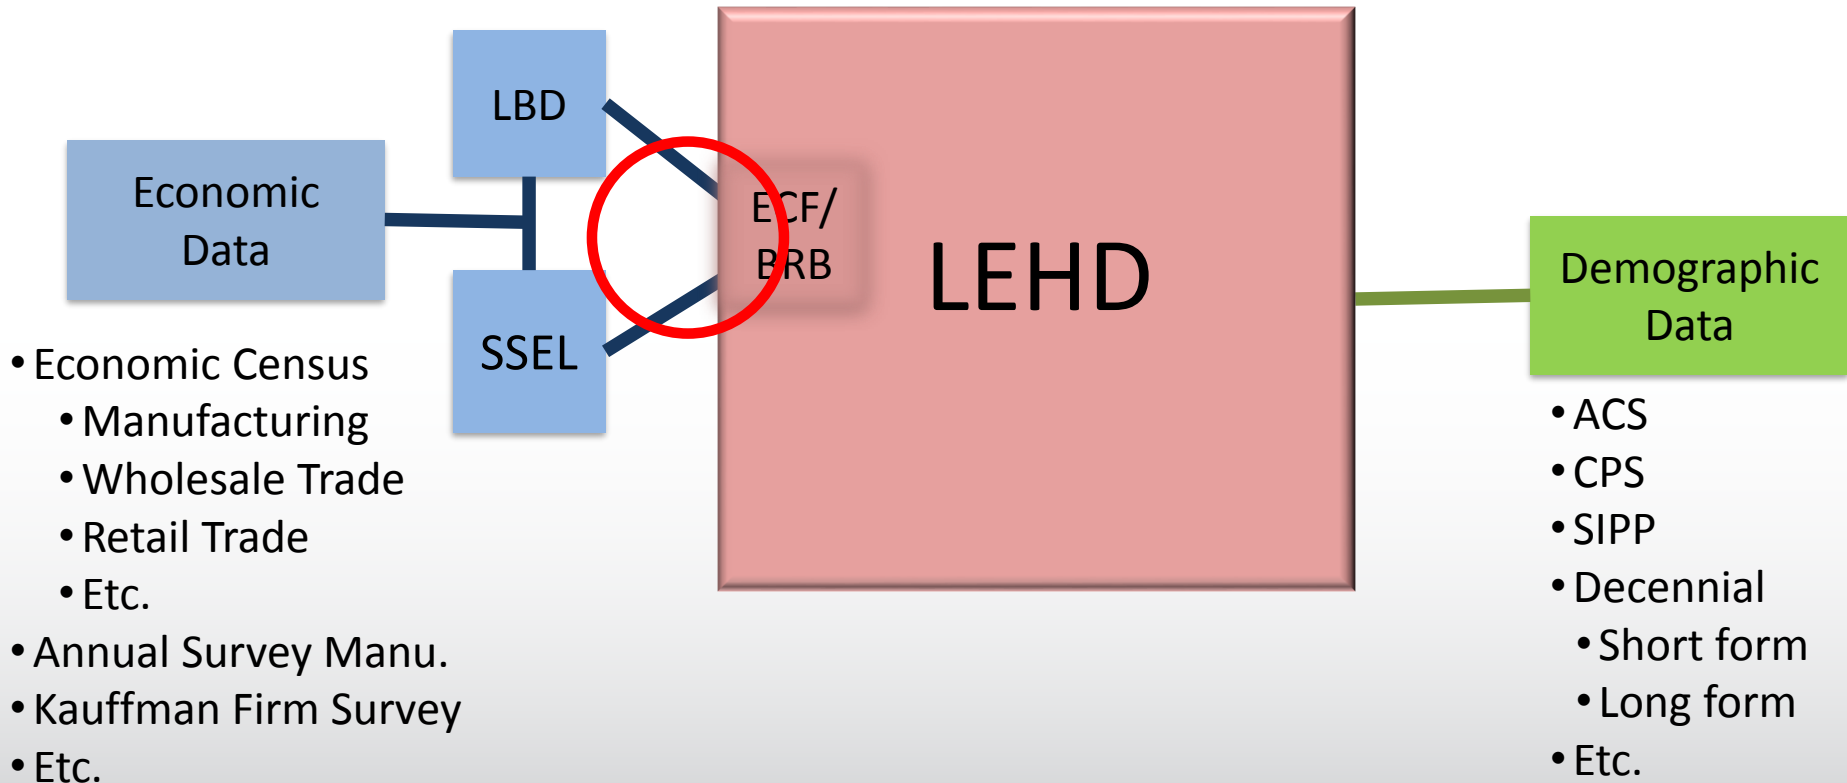 LBD
Economic
Data
ECF/
BRB
LEHD
SSEL
Demographic
Data
• Economic Census
• Manufacturing
• Wholesale Trade
• Retail Trade
• Etc.
• Annual Survey Manu.
• Kauffman Firm Survey
• Etc.
• ACS
• CPS
• SIPP
• Decennial
• Short form
• Long form
• Etc.